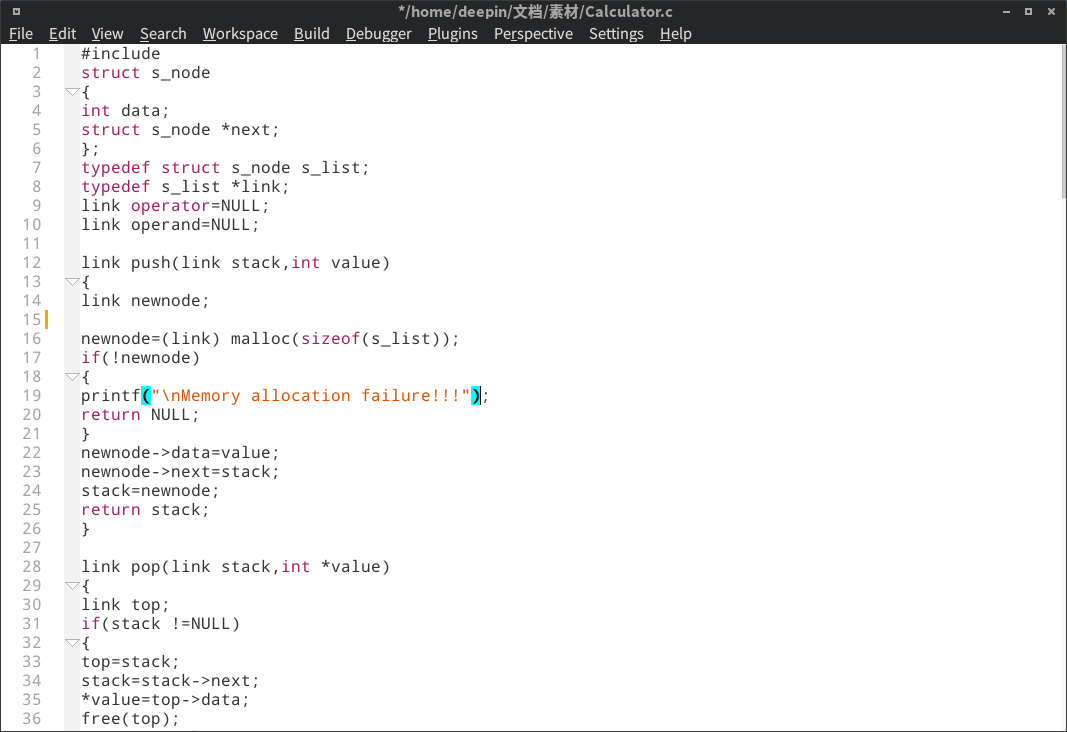 */home/deepin/文档/素材/Calculator.c
File Edit View Search Workspace Build Debugger Plugins Perspective Settings Help
1 #include
2 struct s_node
3 {
4 int data;
5 struct s_node *next;
6 };
7 typedef struct s_node s_list;
8 typedef s_list *link;
9 link operator=NULL;
10 link operand=NULL;
11
12 link push(link stack,int value)
13 {
14 link newnode;
15
16 newnode=(link) malloc(sizeof(s_list));
17 if(!newnode)
18 {
19 printf("\nMemory allocation failure!!!");
20 return NULL;
21 }
22 newnode->data=value;
23 newnode->next=stack;
24 stack=newnode;
25 return stack;
26 }
27
28 link pop(link stack,int *value)
29 {
30 link top;
31 if(stack !=NULL)
32 {
33 top=stack;
34 stack=stack->next;
35 *value=top->data;
36 free(top);